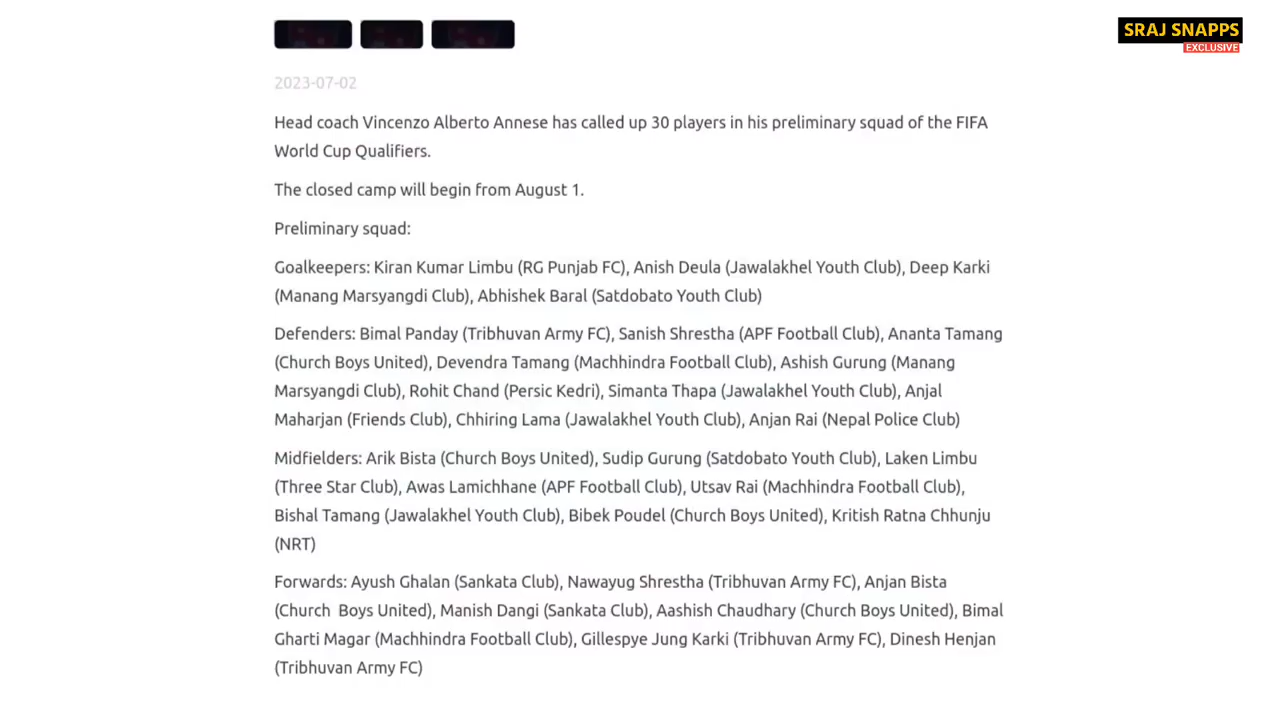 SRAJ SNAPPS
EXCLUSIVE
2023-07-02
Head coach Vincenzo Alberto Annese has called up 30 players in his preliminary squad of the FIFA
World Cup Qualifiers.
The closed camp will begin from August 1.
Preliminary squad:
Goalkeepers: Kiran Kumar Limbu (RG Punjab FC), Anish Deula (Jawalakhel Youth Club), Deep Karki
(Manang Marsyangdi Club), Abhishek Baral (Satdobato Youth Club)
Defenders: Bimal Panday (Tribhuvan Army FC), Sanish Shrestha (APF Football Club), Ananta Tamang
(Church Boys United), Devendra Tamang (Machhindra Football Club), Ashish Gurung (Manang
Marsyangdi Club), Rohit Chand (Persic Kedri), Simanta Thapa (Jawalakhel Youth Club), Anjal
Maharjan (Friends Club), Chhiring Lama (Jawalakhel Youth Club), Anjan Rai (Nepal Police Club)
Midfielders: Arik Bista (Church Boys United), Sudip Gurung (Satdobato Youth Club), Laken Limbu
(Three Star Club), Awas Lamichhane (APF Football Club), Utsav Rai (Machhindra Football Club),
Bishal Tamang (Jawalakhel Youth Club), Bibek Poudel (Church Boys United), Kritish Ratna Chhunju
(NRT)
Forwards: Ayush Ghalan (Sankata Club), Nawayug Shrestha (Tribhuvan Army FC), Anjan Bista
(Church  Boys United), Manish Dangi (Sankata Club), Aashish Chaudhary (Church Boys United), Bimal
Gharti Magar (Machhindra Football Club), Gillespye Jung Karki (Tribhuvan Army FC), Dinesh Henjan
(Tribhuvan Army FC)